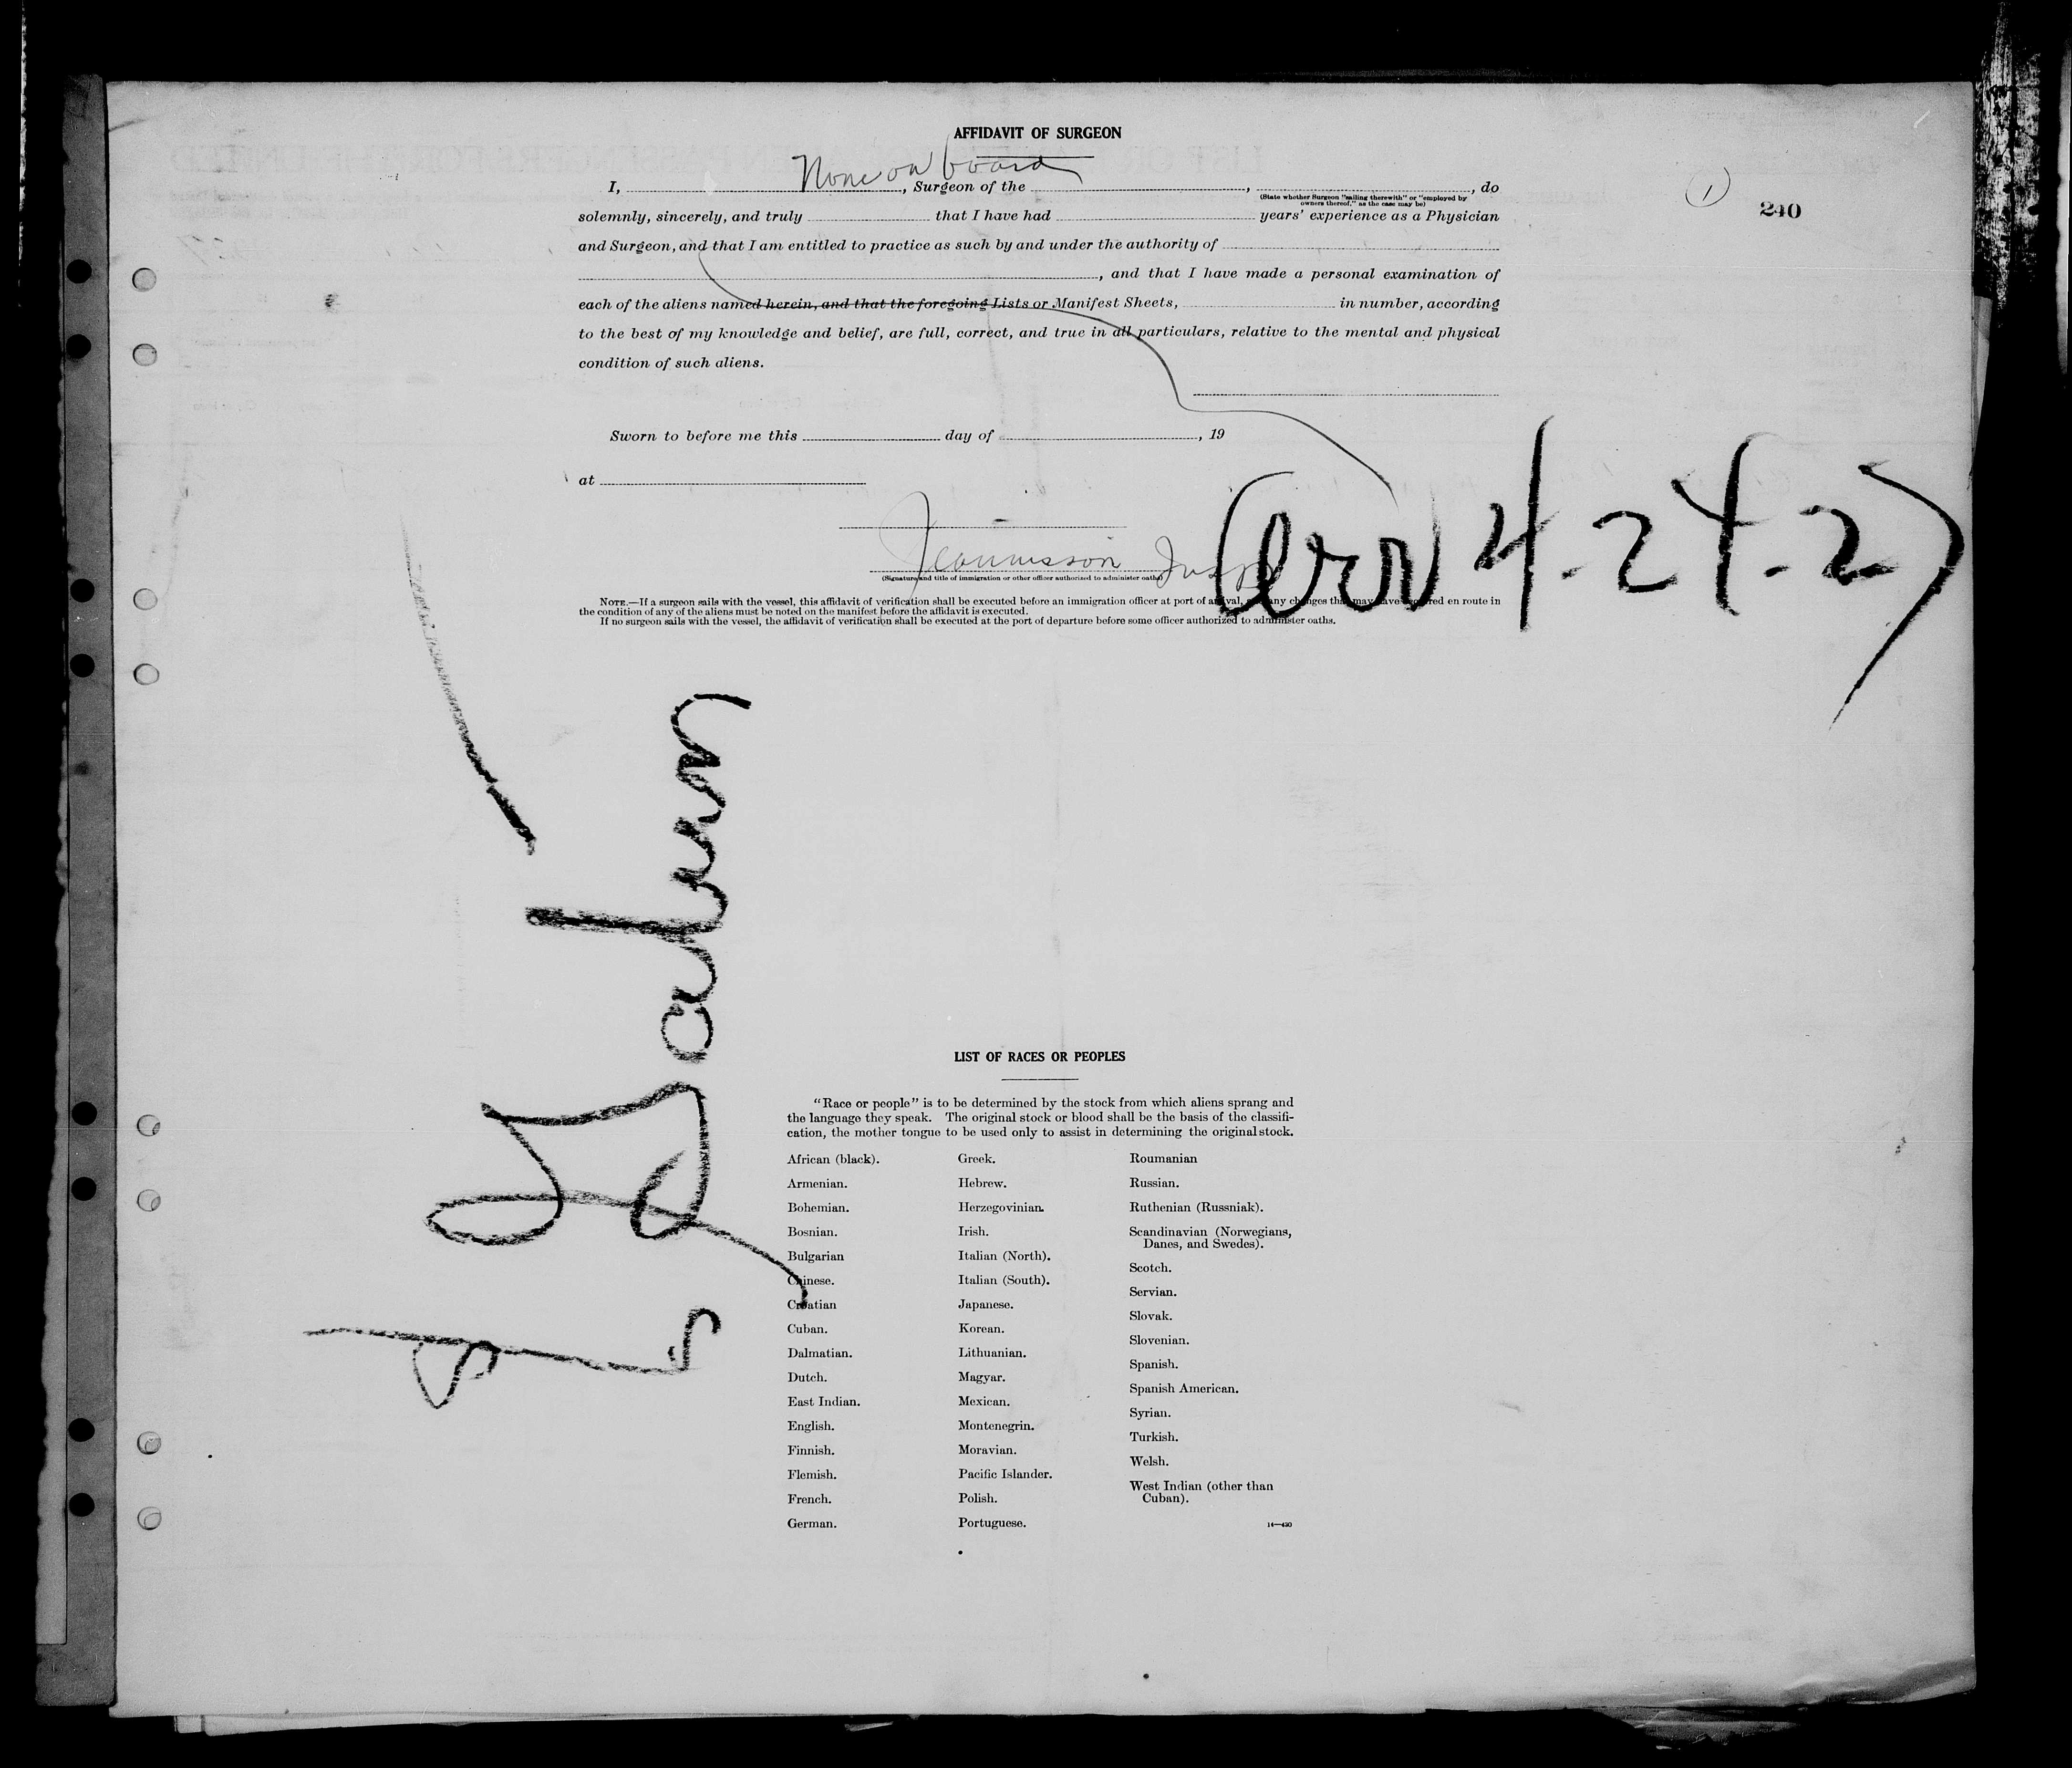 AFFIDAVIT OF SURGEON
None on board
I, , Surgeon of the , , do
(State whether Surgeon "sailing therewith" or "employed by
owners thereof," as the case may be)
1
240
solemnly, sincerely, and truly that I have had years' experience as a Physician
and Surgeon, and that I am entitled to practice as such by and under the authority of
, and that I have made a personal examination of
each of the aliens named herein, and that the foregoing Lists or Manifest Sheets, in number, according
to the best of my knowledge and belief, are full, correct, and true in all particulars, relative to the mental and physical
condition of such aliens.
Sworn to before me this day of , 19
at
Arr 4-24-27
Insp
(Signature and title of immigration or other officer authorized to administer oaths)
NOTE.—If a surgeon sails with the vessel, this affidavit of verification shall be executed before an immigration officer at port of arrival, and any changes that may have occurred en route in
the condition of any of the aliens must be noted on the manifest before the affidavit is executed.
If no surgeon sails with the vessel, the affidavit of verification shall be executed at the port of departure before some officer authorized to administer oaths.
LIST OF RACES OR PEOPLES
"Race or people" is to be determined by the stock from which aliens sprang and
the language they speak. The original stock or blood shall be the basis of the classifi-
cation, the mother tongue to be used only to assist in determining the original stock.
African (black).
Armenian.
Bohemian.
Bosnian.
Bulgarian
Chinese.
Croatian
Cuban.
Dalmatian.
Dutch.
East Indian.
English.
Finnish.
Flemish.
French.
German.
Greek.
Hebrew.
Herzegovinian.
Irish.
Italian (North).
Italian (South).
Japanese.
Korean.
Lithuanian.
Magyar.
Mexican.
Montenegrin.
Moravian.
Pacific Islander.
Polish.
Portuguese.
Roumanian
Russian.
Ruthenian (Russniak).
Scandinavian (Norwegians,
Danes, and Swedes).
Scotch.
Servian.
Slovak.
Slovenian.
Spanish.
Spanish American.
Syrian.
Turkish.
Welsh.
West Indian (other than
Cuban).
14—430